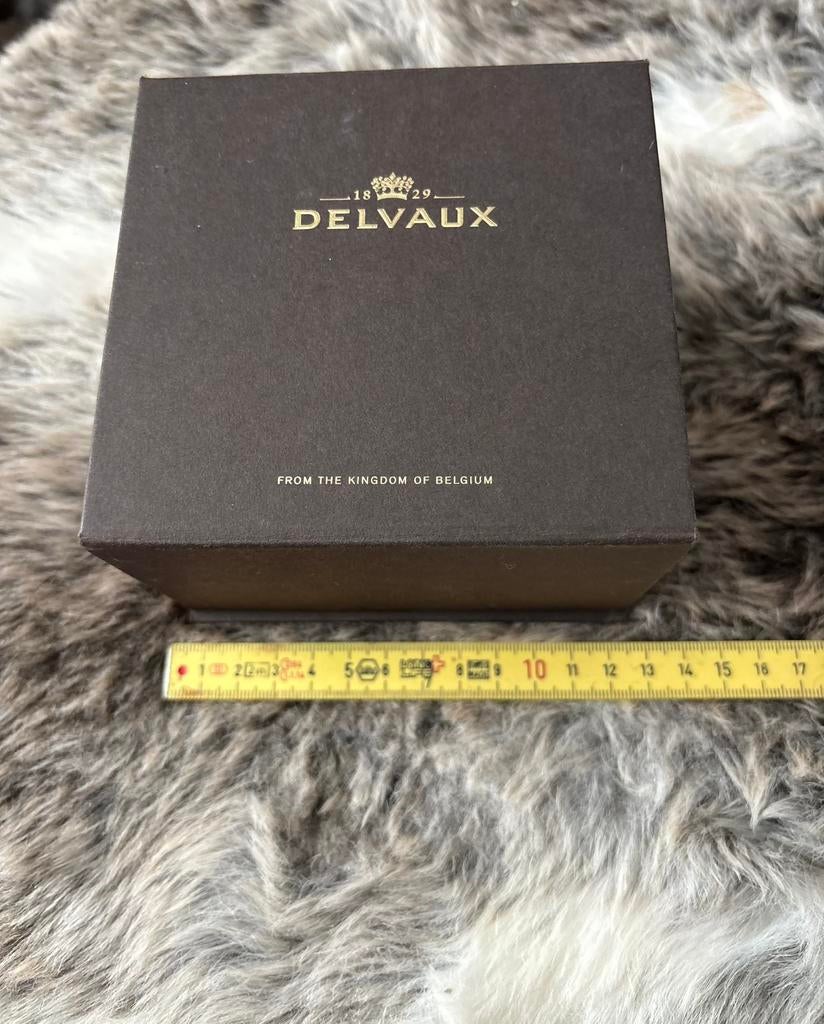 18 29
DELVAUX
FROM THE KINGDOM OF BELGIUM
1 2 2m 3 4 5 6 7 8 9 10 11 12 13 14 15 16 17